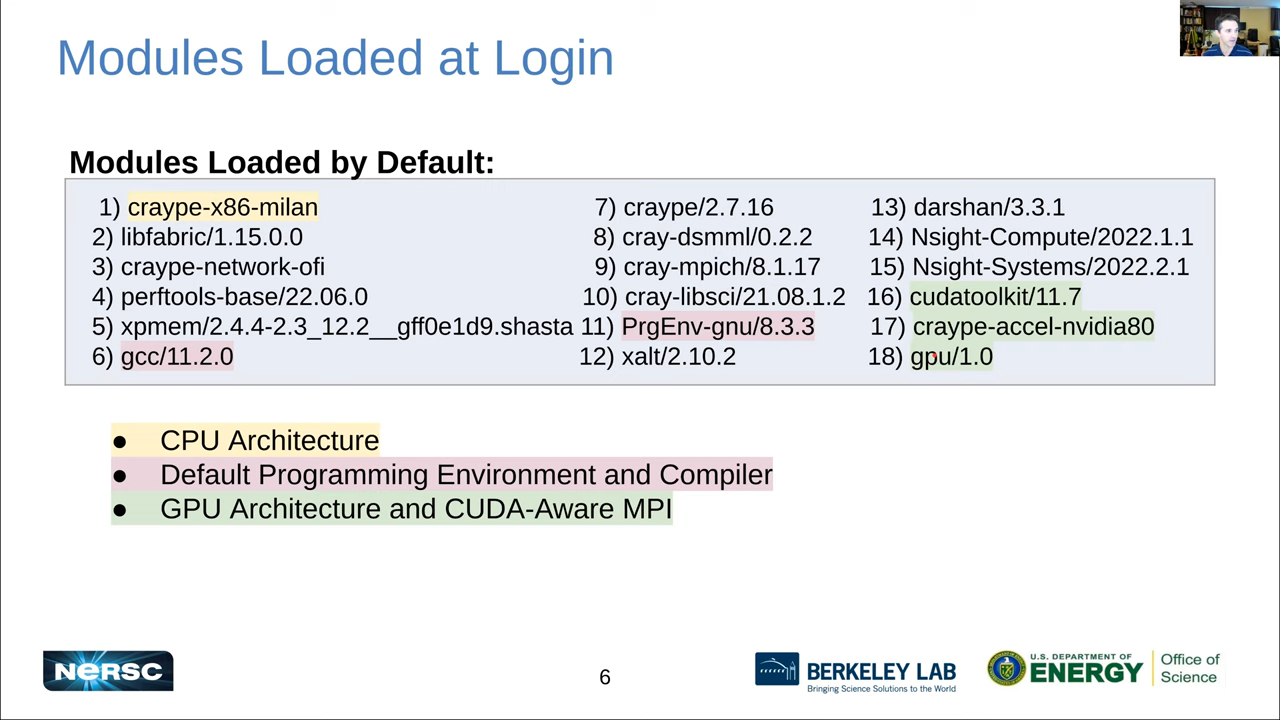 Modules Loaded at Login
Modules Loaded by Default:
1) craype-x86-milan
2) libfabric/1.15.0.0
3) craype-network-ofi
4) perftools-base/22.06.0
5) xpmem/2.4.4-2.3_12.2__gff0e1d9.shasta
6) gcc/11.2.0
7) craype/2.7.16
8) cray-dsmml/0.2.2
9) cray-mpich/8.1.17
10) cray-libsci/21.08.1.2
11) PrgEnv-gnu/8.3.3
12) xalt/2.10.2
13) darshan/3.3.1
14) Nsight-Compute/2022.1.1
15) Nsight-Systems/2022.2.1
16) cudatoolkit/11.7
17) craype-accel-nvidia80
18) gpu/1.0
● CPU Architecture
● Default Programming Environment and Compiler
● GPU Architecture and CUDA-Aware MPI
NERSC
6
BERKELEY LAB
Bringing Science Solutions to the World
U.S. DEPARTMENT OF
ENERGY
Office of
Science